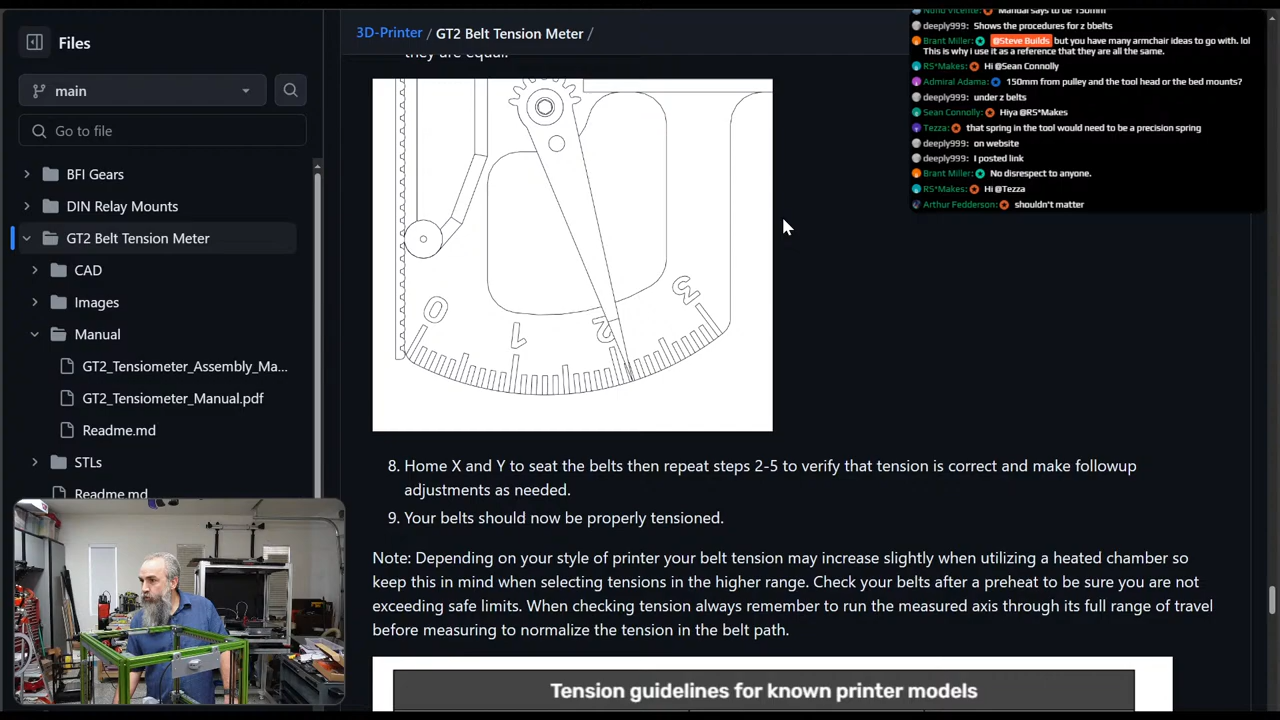 Files
main
Go to file
BFI Gears
DIN Relay Mounts
GT2 Belt Tension Meter
CAD
Images
Manual
GT2_Tensiometer_Assembly_Ma...
GT2_Tensiometer_Manual.pdf
Readme.md
STLs
Readme.md
3D-Printer / GT2 Belt Tension Meter /
they are equal.
0
1
2
3
8. Home X and Y to seat the belts then repeat steps 2-5 to verify that tension is correct and make followup
adjustments as needed.
9. Your belts should now be properly tensioned.
Note: Depending on your style of printer your belt tension may increase slightly when utilizing a heated chamber so
keep this in mind when selecting tensions in the higher range. Check your belts after a preheat to be sure you are not
exceeding safe limits. When checking tension always remember to run the measured axis through its full range of travel
before measuring to normalize the tension in the belt path.
Tension guidelines for known printer models
Nuno Vicente: Manual says to be 150mm
deeply999: Shows the procedures for z bbelts
Brant Miller: @Steve Builds but you have many armchair ideas to go with. lol
This is why i use it as a reference that they are all the same.
RS*Makes: Hi @Sean Connolly
Admiral Adama: 150mm from pulley and the tool head or the bed mounts?
deeply999: under z belts
Sean Connolly: Hiya @RS*Makes
Tezza: that spring in the tool would need to be a precision spring
deeply999: on website
deeply999: I posted link
Brant Miller: No disrespect to anyone.
RS*Makes: Hi @Tezza
Arthur Fedderson: shouldn't matter